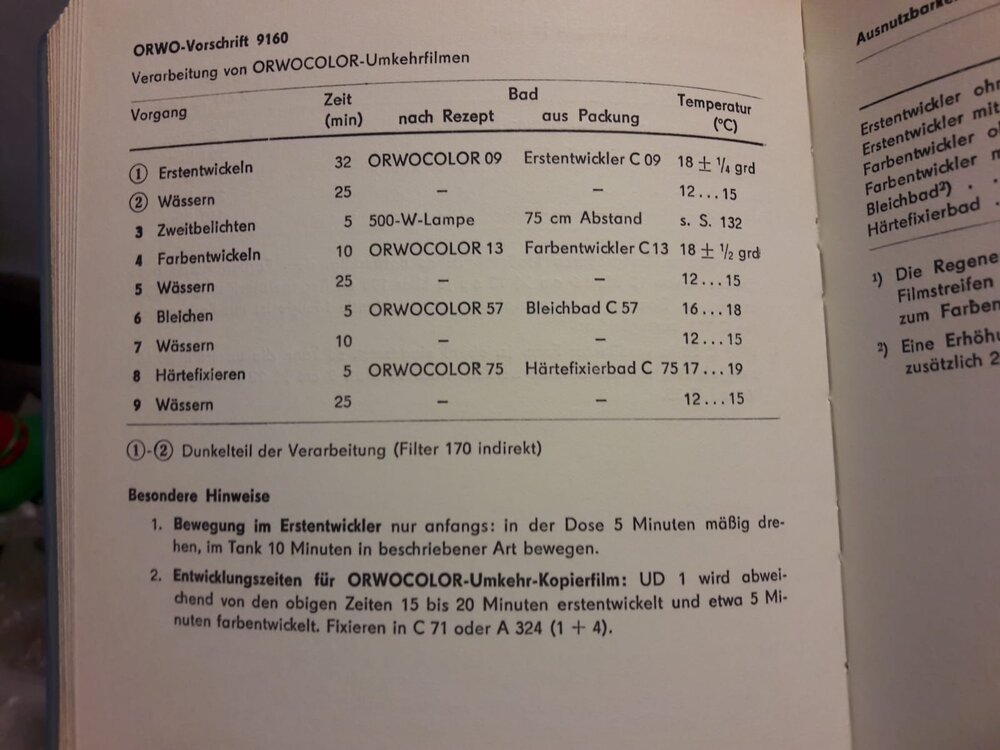 ORWO-Vorschrift 9160
Verarbeitung von ORWOCOLOR-Umkehrfilmen
Vorgang Zeit (min) Bad nach Rezept aus Packung Temperatur (°C)
① Erstentwickeln 32 ORWOCOLOR 09 Erstentwickler C 09 18 ± 1/4 grd
② Wässern 25 – – 12...15
3 Zweitbelichten 5 500-W-Lampe 75 cm Abstand s. S. 132
4 Farbentwickeln 10 ORWOCOLOR 13 Farbentwickler C 13 18 ± 1/2 grd
5 Wässern 25 – – 12...15
6 Bleichen 5 ORWOCOLOR 57 Bleichbad C 57 16...18
7 Wässern 10 – – 12...15
8 Härtefixieren 5 ORWOCOLOR 75 Härtefixierbad C 75 17...19
9 Wässern 25 – – 12...15
①-② Dunkelteil der Verarbeitung (Filter 170 indirekt)
Besondere Hinweise
1. Bewegung im Erstentwickler nur anfangs: in der Dose 5 Minuten mäßig dre-
hen, im Tank 10 Minuten in beschriebener Art bewegen.
2. Entwicklungszeiten für ORWOCOLOR-Umkehr-Kopierfilm: UD 1 wird abwei-
chend von den obigen Zeiten 15 bis 20 Minuten erstentwickelt und etwa 5 Mi-
nuten farbentwickelt. Fixieren in C 71 oder A 324 (1 + 4).
Erstentwickler
Erstentwickler mit
Farbentwickler
Farbentwickler
Bleichbad²) . .
Härtefixierbad .
¹) Die
Filmstreifen
zum
²) Eine
zusätzlich